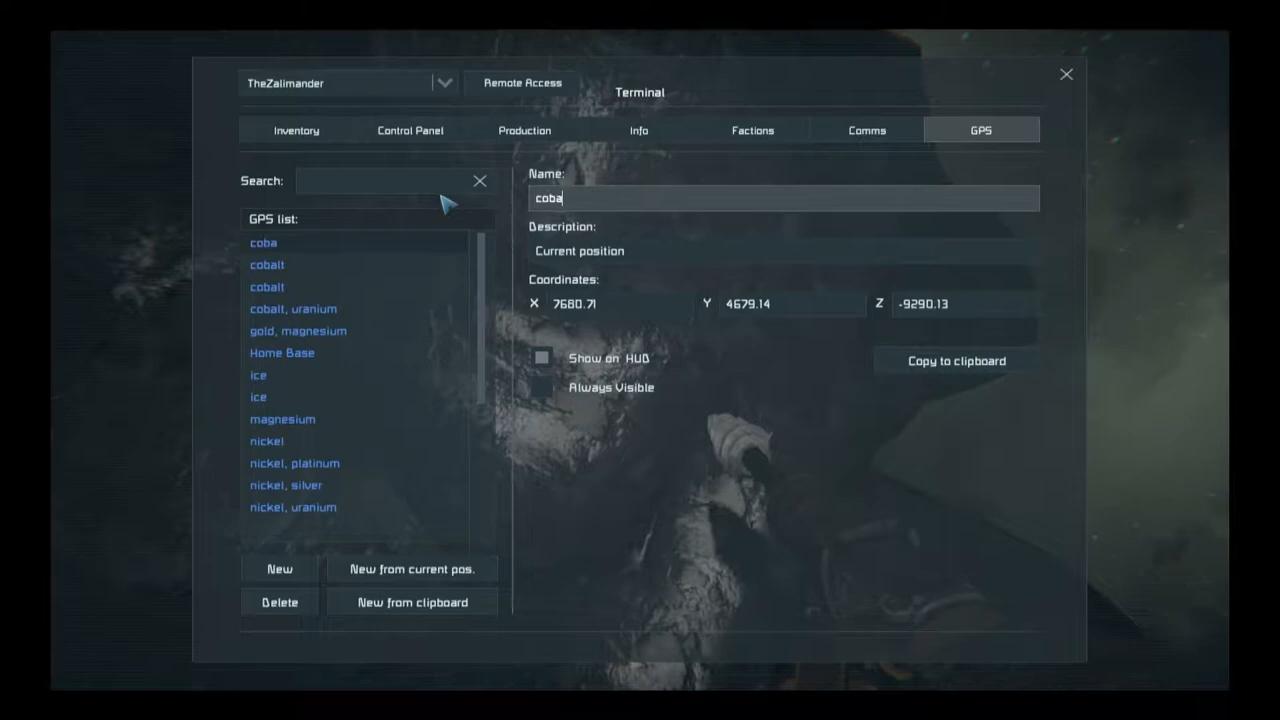 TheZalimander
Remote Access
Terminal
Inventory
Control Panel
Production
Info
Factions
Comms
GPS
Search:
GPS list:
coba
cobalt
cobalt
cobalt, uranium
gold, magnesium
Home Base
ice
ice
magnesium
nickel
nickel, platinum
nickel, silver
nickel, uranium
New
New from current pos.
Delete
New from clipboard
Name:
coba
Description:
Current position
Coordinates:
X 7680.71 Y 4679.14 Z -9290.13
Show on HUD
Copy to clipboard
Always Visible